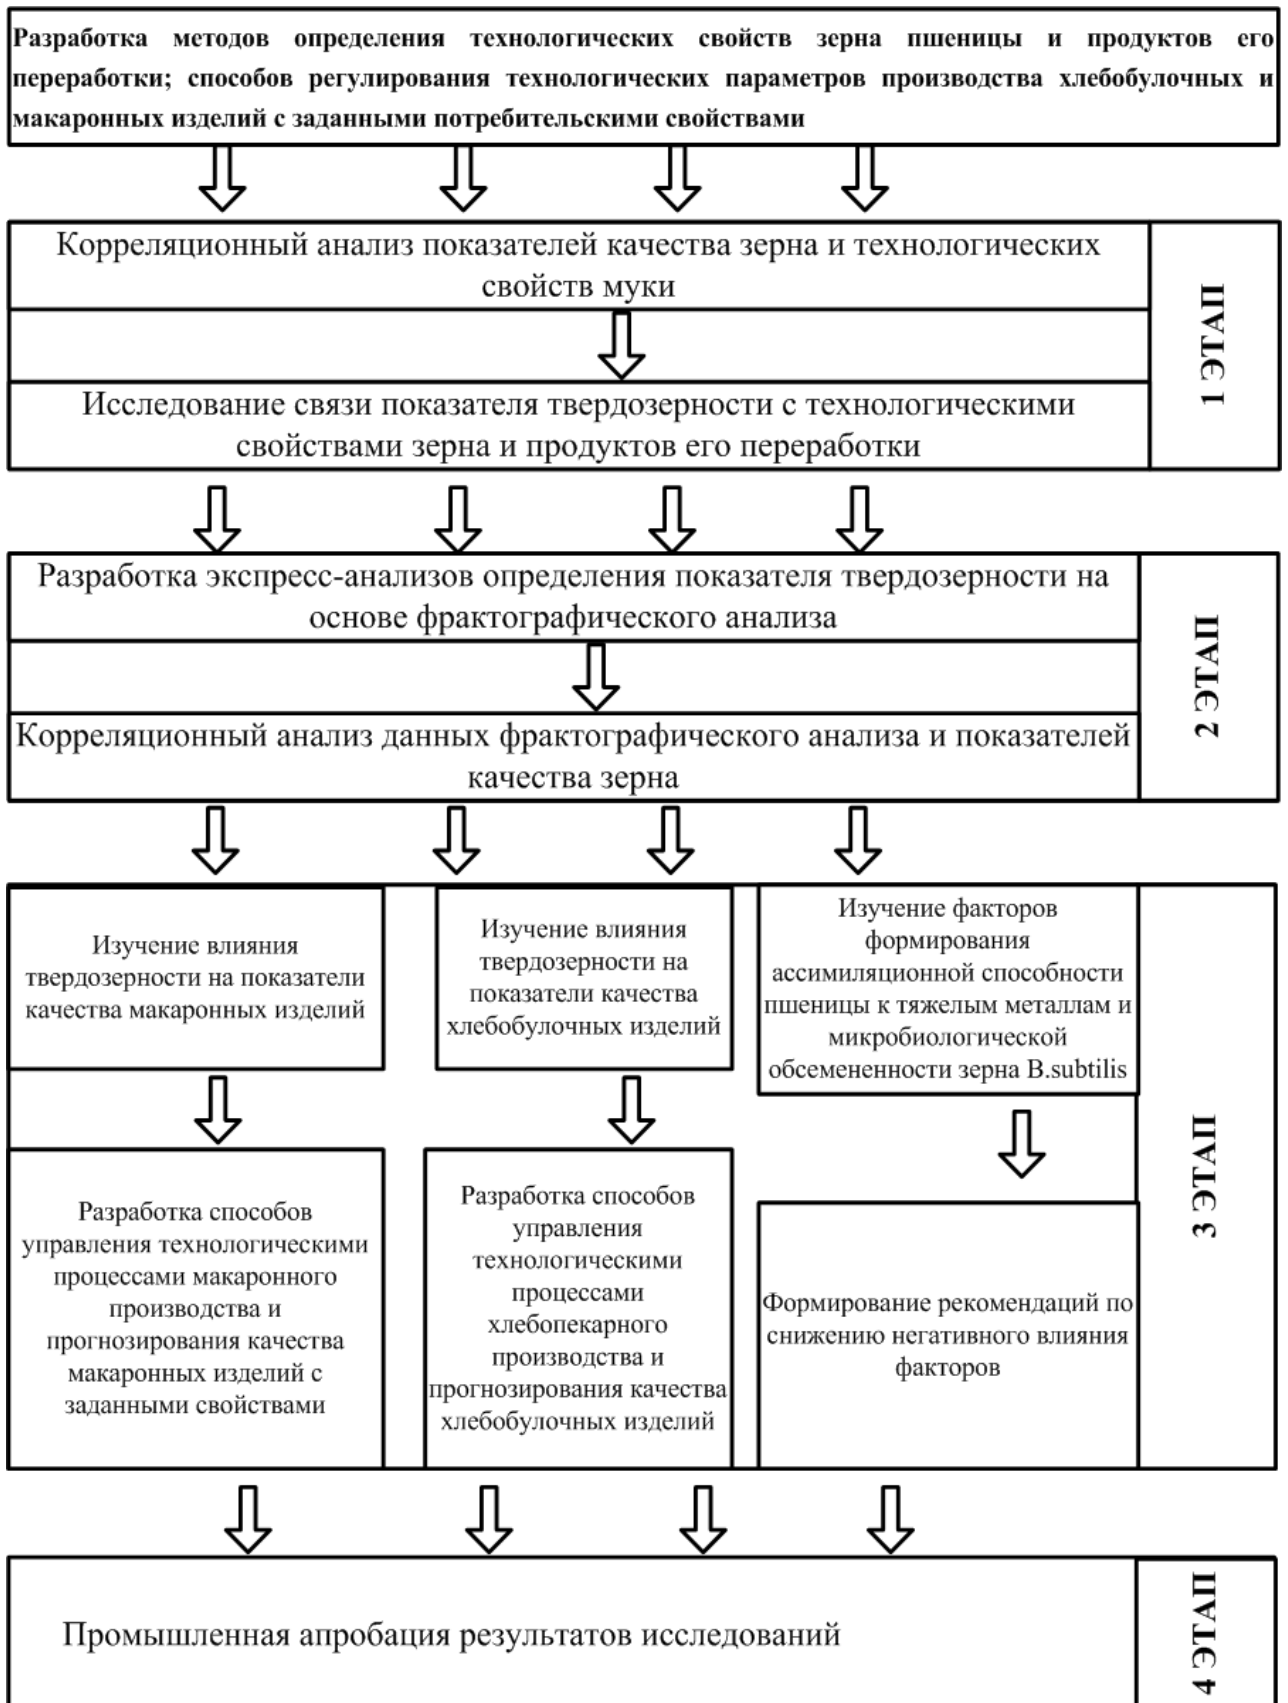 Разработка методов определения технологических свойств зерна пшеницы и продуктов его
переработки; способов регулирования технологических параметров производства хлебобулочных и
макаронных изделий с заданными потребительскими свойствами
Корреляционный анализ показателей качества зерна и технологических
свойств муки
Исследование связи показателя твердозерности с технологическими
свойствами зерна и продуктов его переработки
1 ЭТАП
Разработка экспресс-анализов определения показателя твердозерности на
основе фрактографического анализа
Корреляционный анализ данных фрактографического анализа и показателей
качества зерна
2 ЭТАП
Изучение влияния
твердозерности на показатели
качества макаронных изделий
Изучение влияния
твердозерности на
показатели качества
хлебобулочных изделий
Изучение факторов
формирования
ассимиляционной способности
пшеницы к тяжелым металлам и
микробиологической
обсемененности зерна B.subtilis
Разработка способов
управления технологическими
процессами макаронного
производства и
прогнозирования качества
макаронных изделий с
заданными свойствами
Разработка способов
управления
технологическими
процессами
хлебопекарного
производства и
прогнозирования качества
хлебобулочных изделий
Формирование рекомендаций по
снижению негативного влияния
факторов
3 ЭТАП
Промышленная апробация результатов исследований
4 ЭТАП